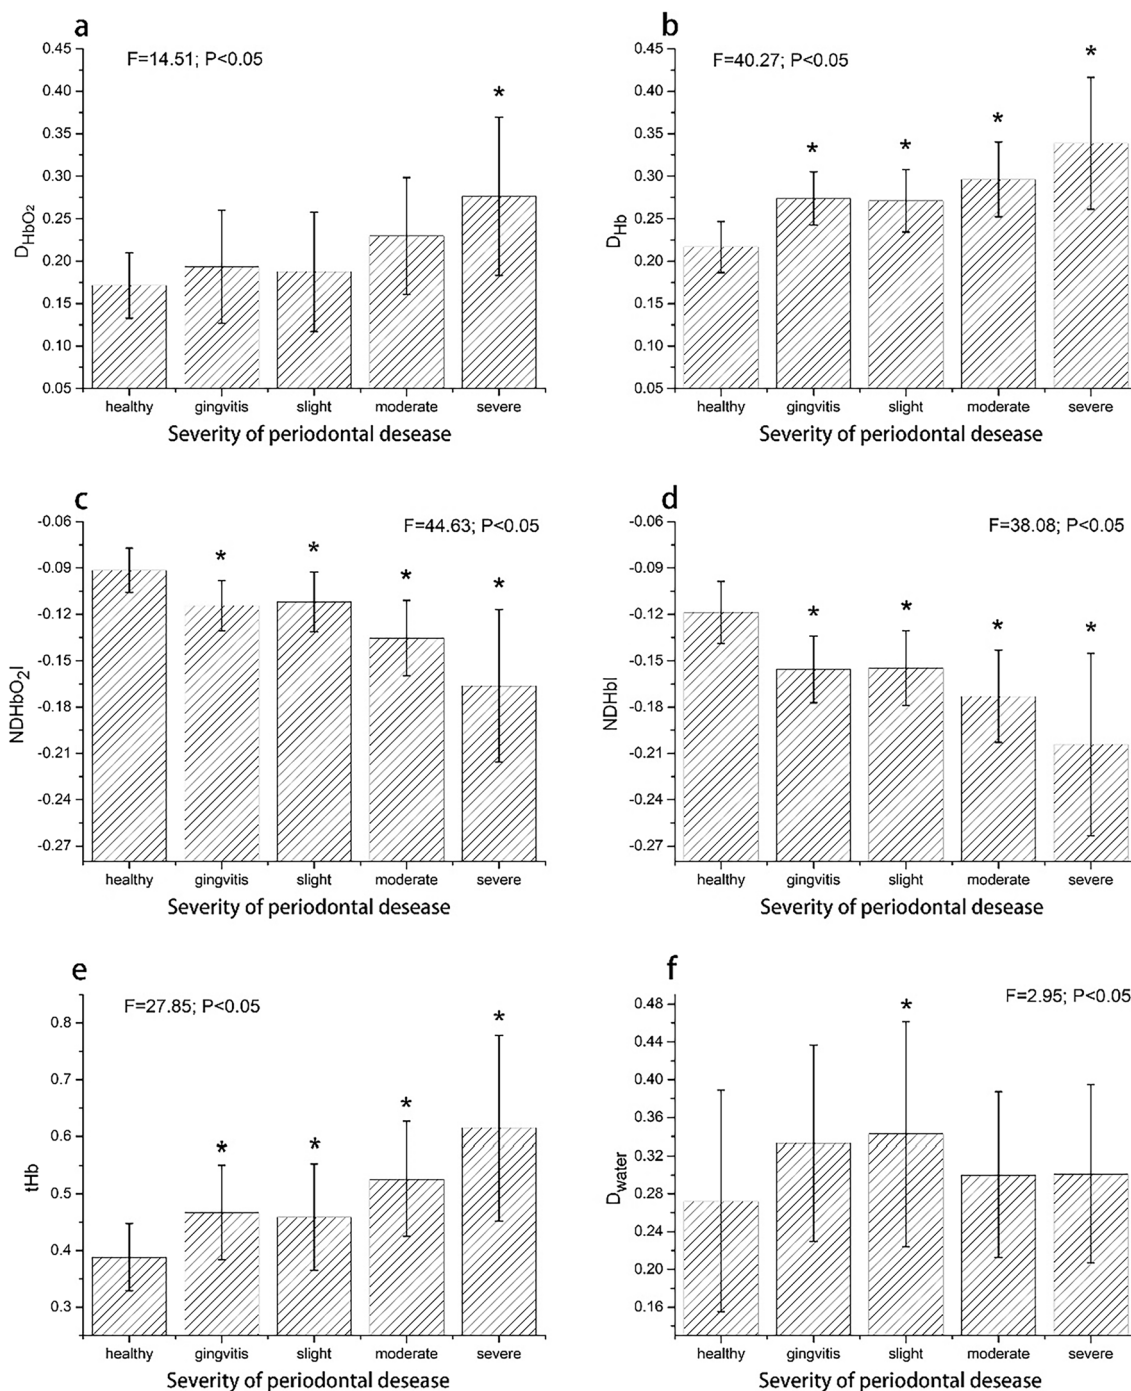 a
F=14.51; P<0.05
*
0.45
0.40
0.35
0.30
0.25
0.20
0.15
0.10
0.05
D_HbO₂
healthy gingvitis slight moderate severe
Severity of periodontal desease
b
F=40.27; P<0.05
* * * *
0.45
0.40
0.35
0.30
0.25
0.20
0.15
0.10
0.05
D_Hb
healthy gingvitis slight moderate severe
Severity of periodontal desease
c
F=44.63; P<0.05
* * * *
-0.06
-0.09
-0.12
-0.15
-0.18
-0.21
-0.24
-0.27
NDHbO₂I
healthy gingvitis slight moderate severe
Severity of periodontal desease
d
F=38.08; P<0.05
* * * *
-0.06
-0.09
-0.12
-0.15
-0.18
-0.21
-0.24
-0.27
NDHbI
healthy gingvitis slight moderate severe
Severity of periodontal desease
e
F=27.85; P<0.05
* * * *
0.8
0.7
0.6
0.5
0.4
0.3
tHb
healthy gingvitis slight moderate severe
Severity of periodontal desease
f
F=2.95; P<0.05
*
0.48
0.44
0.40
0.36
0.32
0.28
0.24
0.20
0.16
D_water
healthy gingvitis slight moderate severe
Severity of periodontal desease